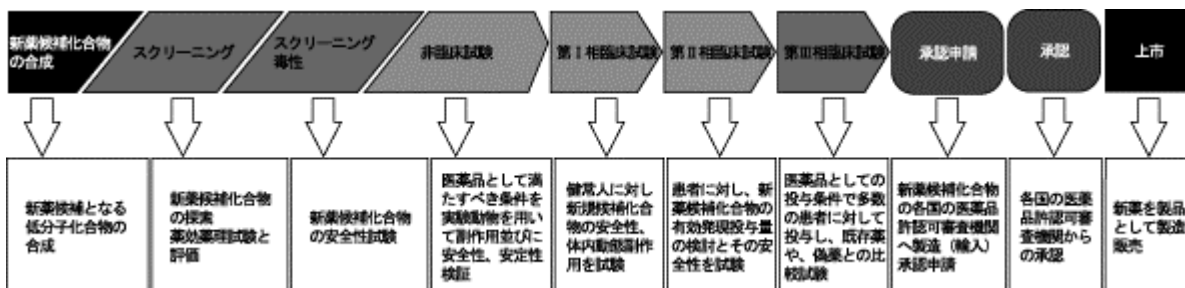 新薬候補化合物
の合成
スクリーニング
スクリーニング
毒性
非臨床試験
第Ⅰ相臨床試験
第Ⅱ相臨床試験
第Ⅲ相臨床試験
承認申請
承認
上市
新薬候補となる
低分子化合物の
合成
新薬候補化合物
の探索
薬効薬理試験と
評価
新薬候補化合物
の安全性試験
医薬品として満
たすべき条件を
実験動物を用い
て副作用並びに
安全性、安定性
検証
健常人に対し
新規候補化合
物の安全性、
体内動態副作
用を試験
患者に対し、新
薬候補化合物の
有効発現投与量
の検討とその安
全性を試験
医薬品としての
投与条件で多数
の患者に対して
投与し、既存薬
や、偽薬との比
較試験
新薬候補化合物
の各国の医薬品
許認可審査機関
へ製造（輸入）
承認申請
各国の医薬
品許認可審
査機関から
の承認
新薬を製品
として製造
販売